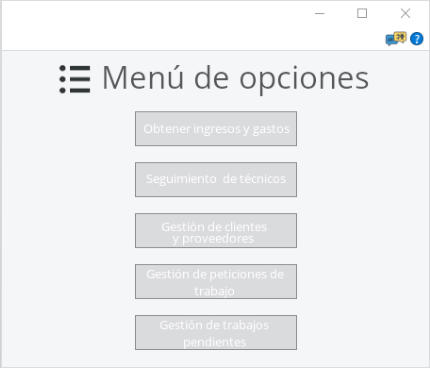 Menú de opciones
Obtener ingresos y gastos
Seguimiento de técnicos
Gestión de clientes
y proveedores
Gestión de peticiones de
trabajo
Gestión de trabajos
pendientes